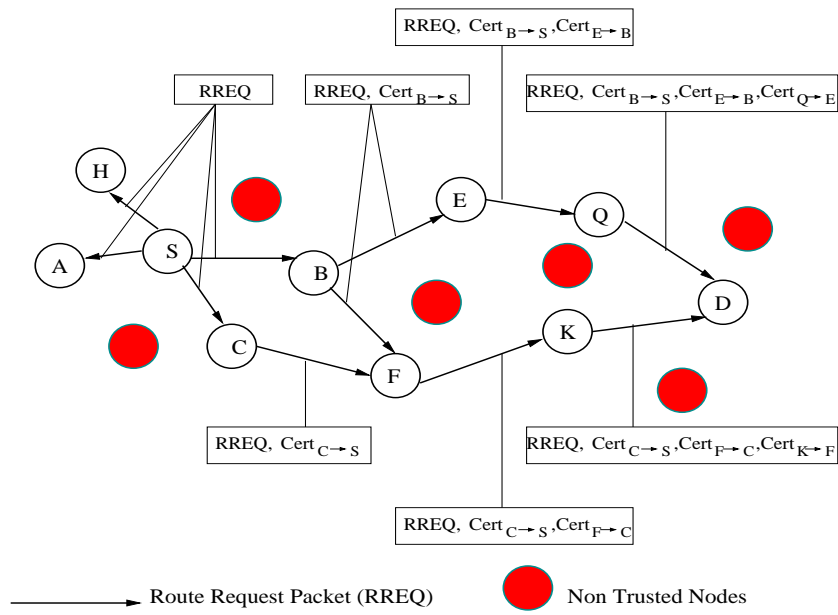 RREQ, Cert B→S ,Cert E→B
RREQ
RREQ, Cert B→S
RREQ, Cert B→S ,Cert E→B ,Cert Q→E
H
E
Q
A
S
B
D
C
F
K
RREQ, Cert C→S
RREQ, Cert C→S ,Cert F→C ,Cert K→F
RREQ, Cert C→S ,Cert F→C
Route Request Packet (RREQ)
Non Trusted Nodes